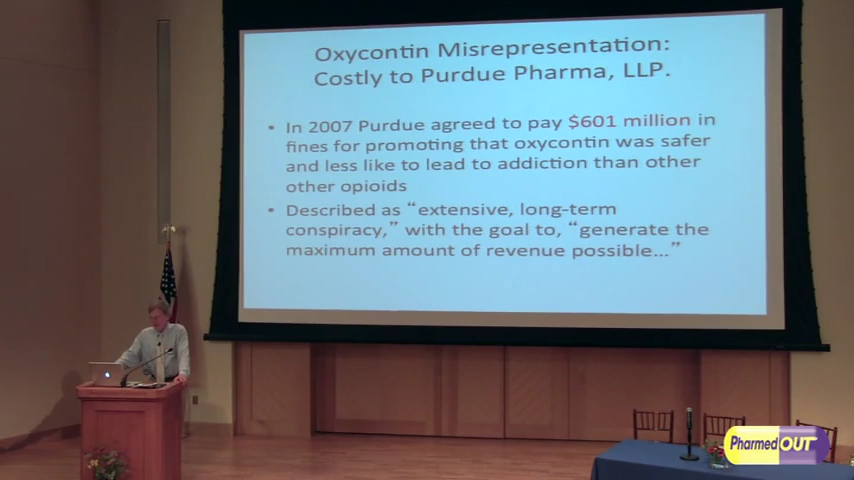 Oxycontin Misrepresentation:
Costly to Purdue Pharma, LLP.
• In 2007 Purdue agreed to pay $601 million in
fines for promoting that oxycontin was safer
and less like to lead to addiction than other
other opioids
• Described as “extensive, long-term
conspiracy,” with the goal to, “generate the
maximum amount of revenue possible...”
PharmedOUT